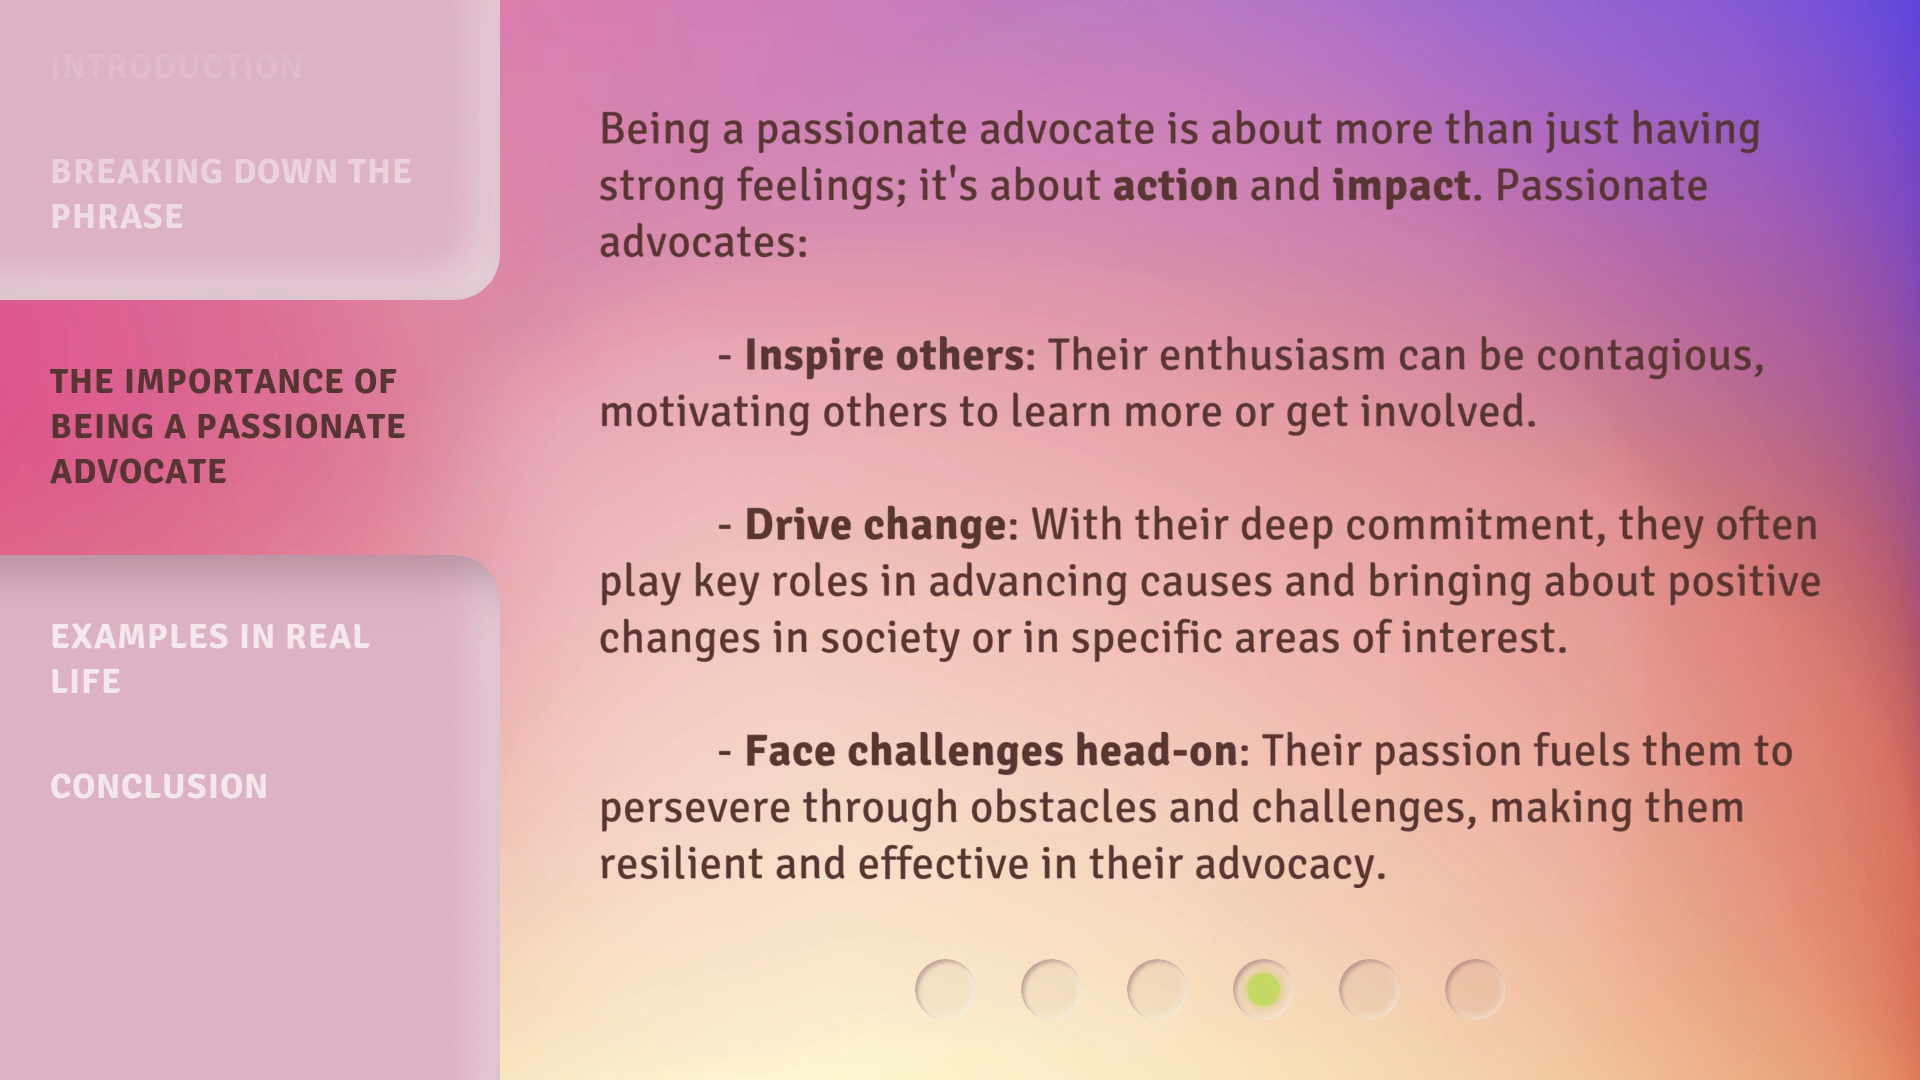 INTRODUCTION
BREAKING DOWN THE
PHRASE
THE IMPORTANCE OF
BEING A PASSIONATE
ADVOCATE
EXAMPLES IN REAL
LIFE
CONCLUSION
Being a passionate advocate is about more than just having
strong feelings; it's about action and impact. Passionate
advocates:
- Inspire others: Their enthusiasm can be contagious,
motivating others to learn more or get involved.
- Drive change: With their deep commitment, they often
play key roles in advancing causes and bringing about positive
changes in society or in specific areas of interest.
- Face challenges head-on: Their passion fuels them to
persevere through obstacles and challenges, making them
resilient and effective in their advocacy.